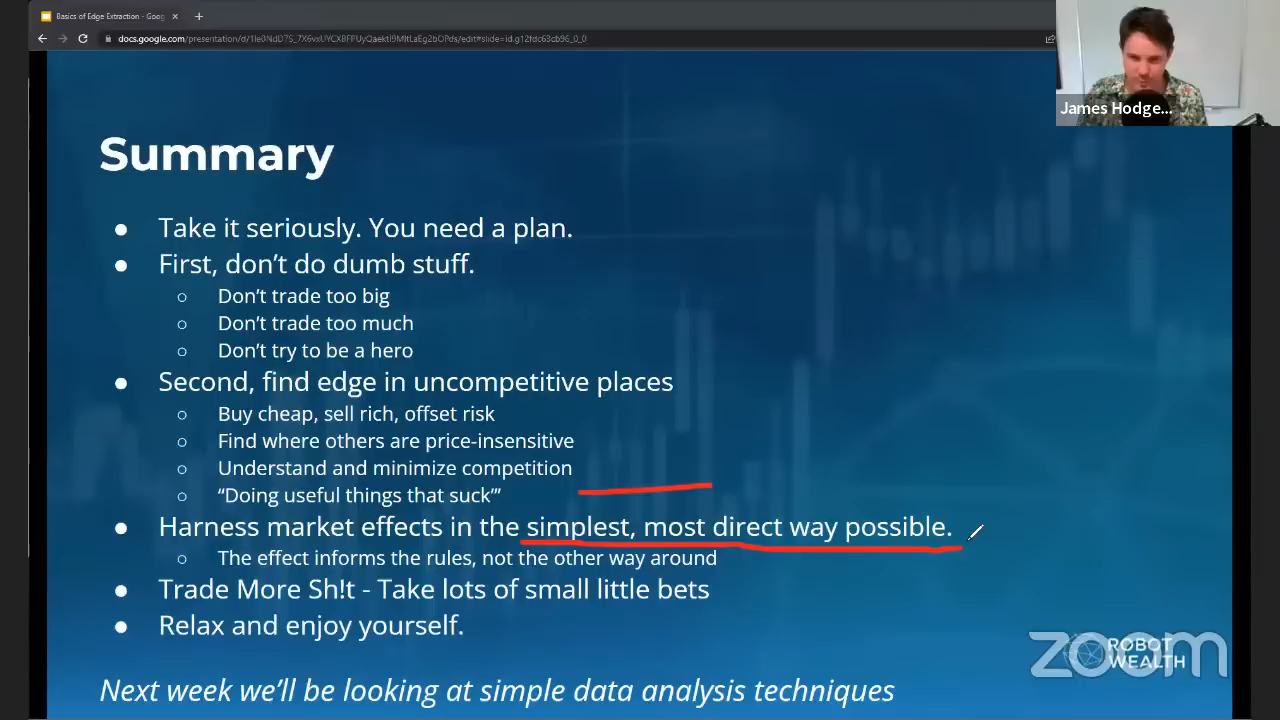 Basics of Edge Extraction - Goog
docs.google.com/presentation/d/
James Hodge...
Summary
Take it seriously. You need a plan.
First, don't do dumb stuff.
Don't trade too big
Don't trade too much
Don't try to be a hero
Second, find edge in uncompetitive places
Buy cheap, sell rich, offset risk
Find where others are price-insensitive
Understand and minimize competition
“Doing useful things that suck”'
Harness market effects in the simplest, most direct way possible.
The effect informs the rules, not the other way around
Trade More Sh!t - Take lots of small little bets
Relax and enjoy yourself.
zoom
ROBOT
WEALTH
Next week we'll be looking at simple data analysis techniques